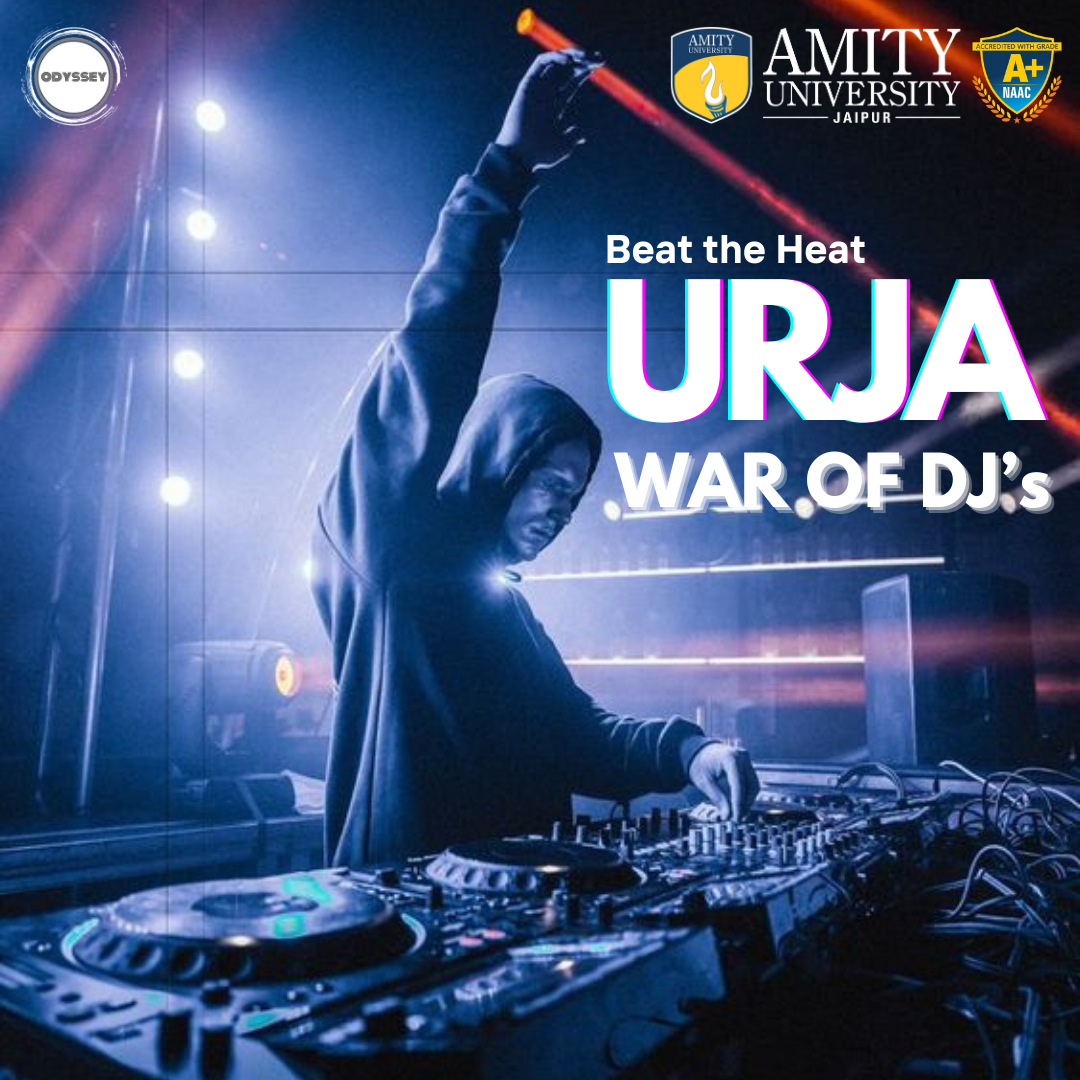 ODYSSEY
AMITY
UNIVERSITY
AMITY
UNIVERSITY
JAIPUR
ACCREDITED WITH GRADE
A+
NAAC
Beat the Heat
URJA
WAR OF DJ's